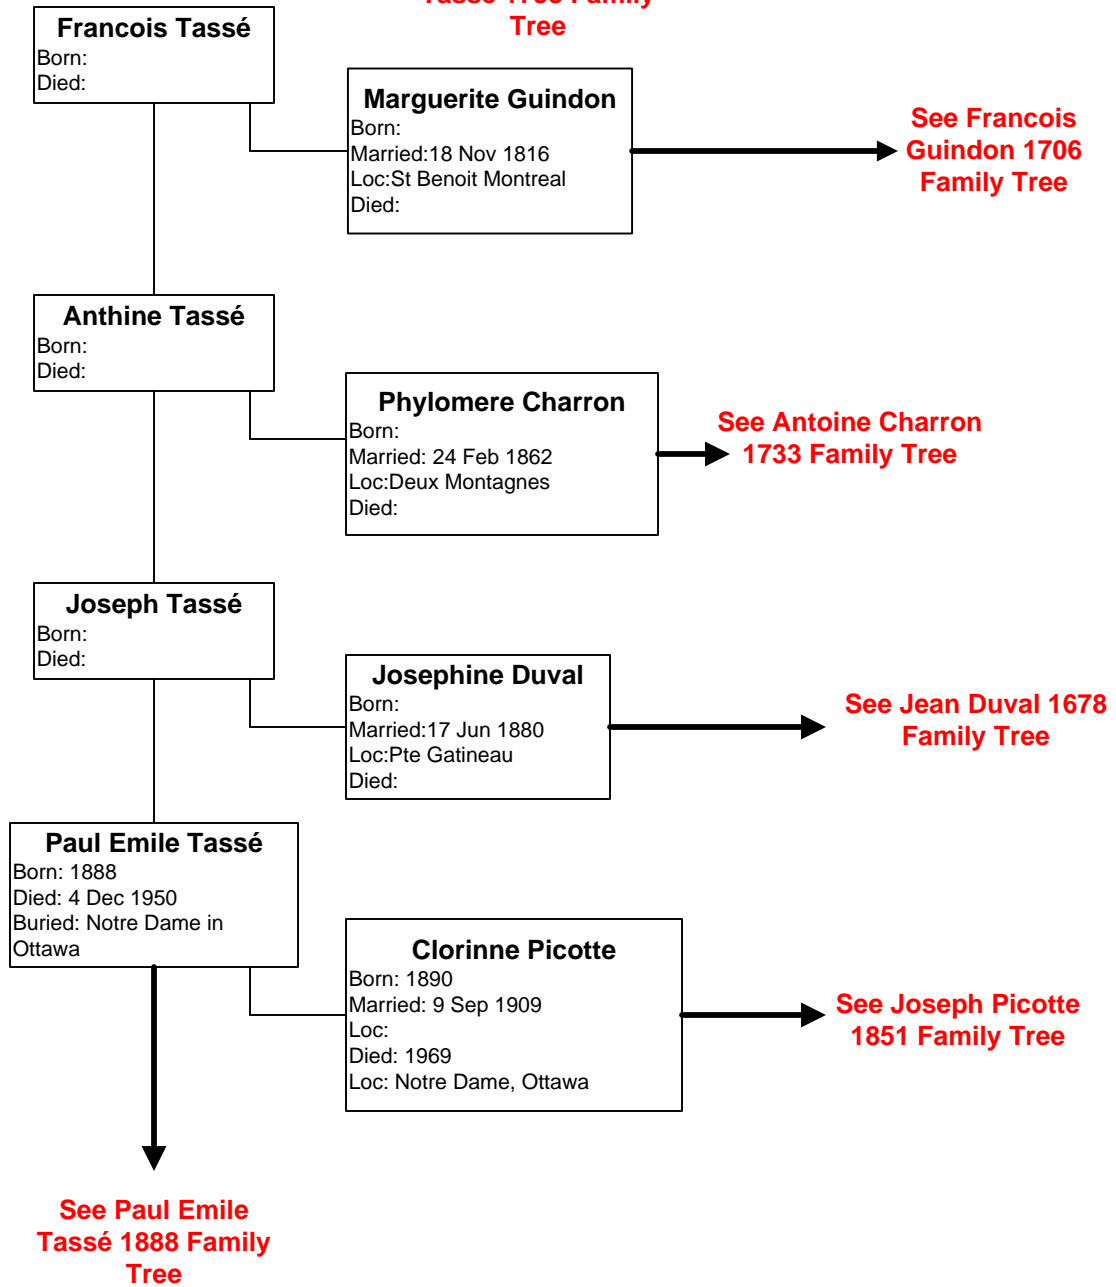 Family
Tree
Francois Tassé
Born:
Died:
Marguerite Guindon
Born:
Married:18 Nov 1816
Loc:St Benoit Montreal
Died:
See Francois
Guindon 1706
Family Tree
Anthine Tassé
Born:
Died:
Phylomere Charron
Born:
Married: 24 Feb 1862
Loc:Deux Montagnes
Died:
See Antoine Charron
1733 Family Tree
Joseph Tassé
Born:
Died:
Josephine Duval
Born:
Married:17 Jun 1880
Loc:Pte Gatineau
Died:
See Jean Duval 1678
Family Tree
Paul Emile Tassé
Born: 1888
Died: 4 Dec 1950
Buried: Notre Dame in
Ottawa
Clorinne Picotte
Born: 1890
Married: 9 Sep 1909
Loc:
Died: 1969
Loc: Notre Dame, Ottawa
See Joseph Picotte
1851 Family Tree
See Paul Emile
Tassé 1888 Family
Tree